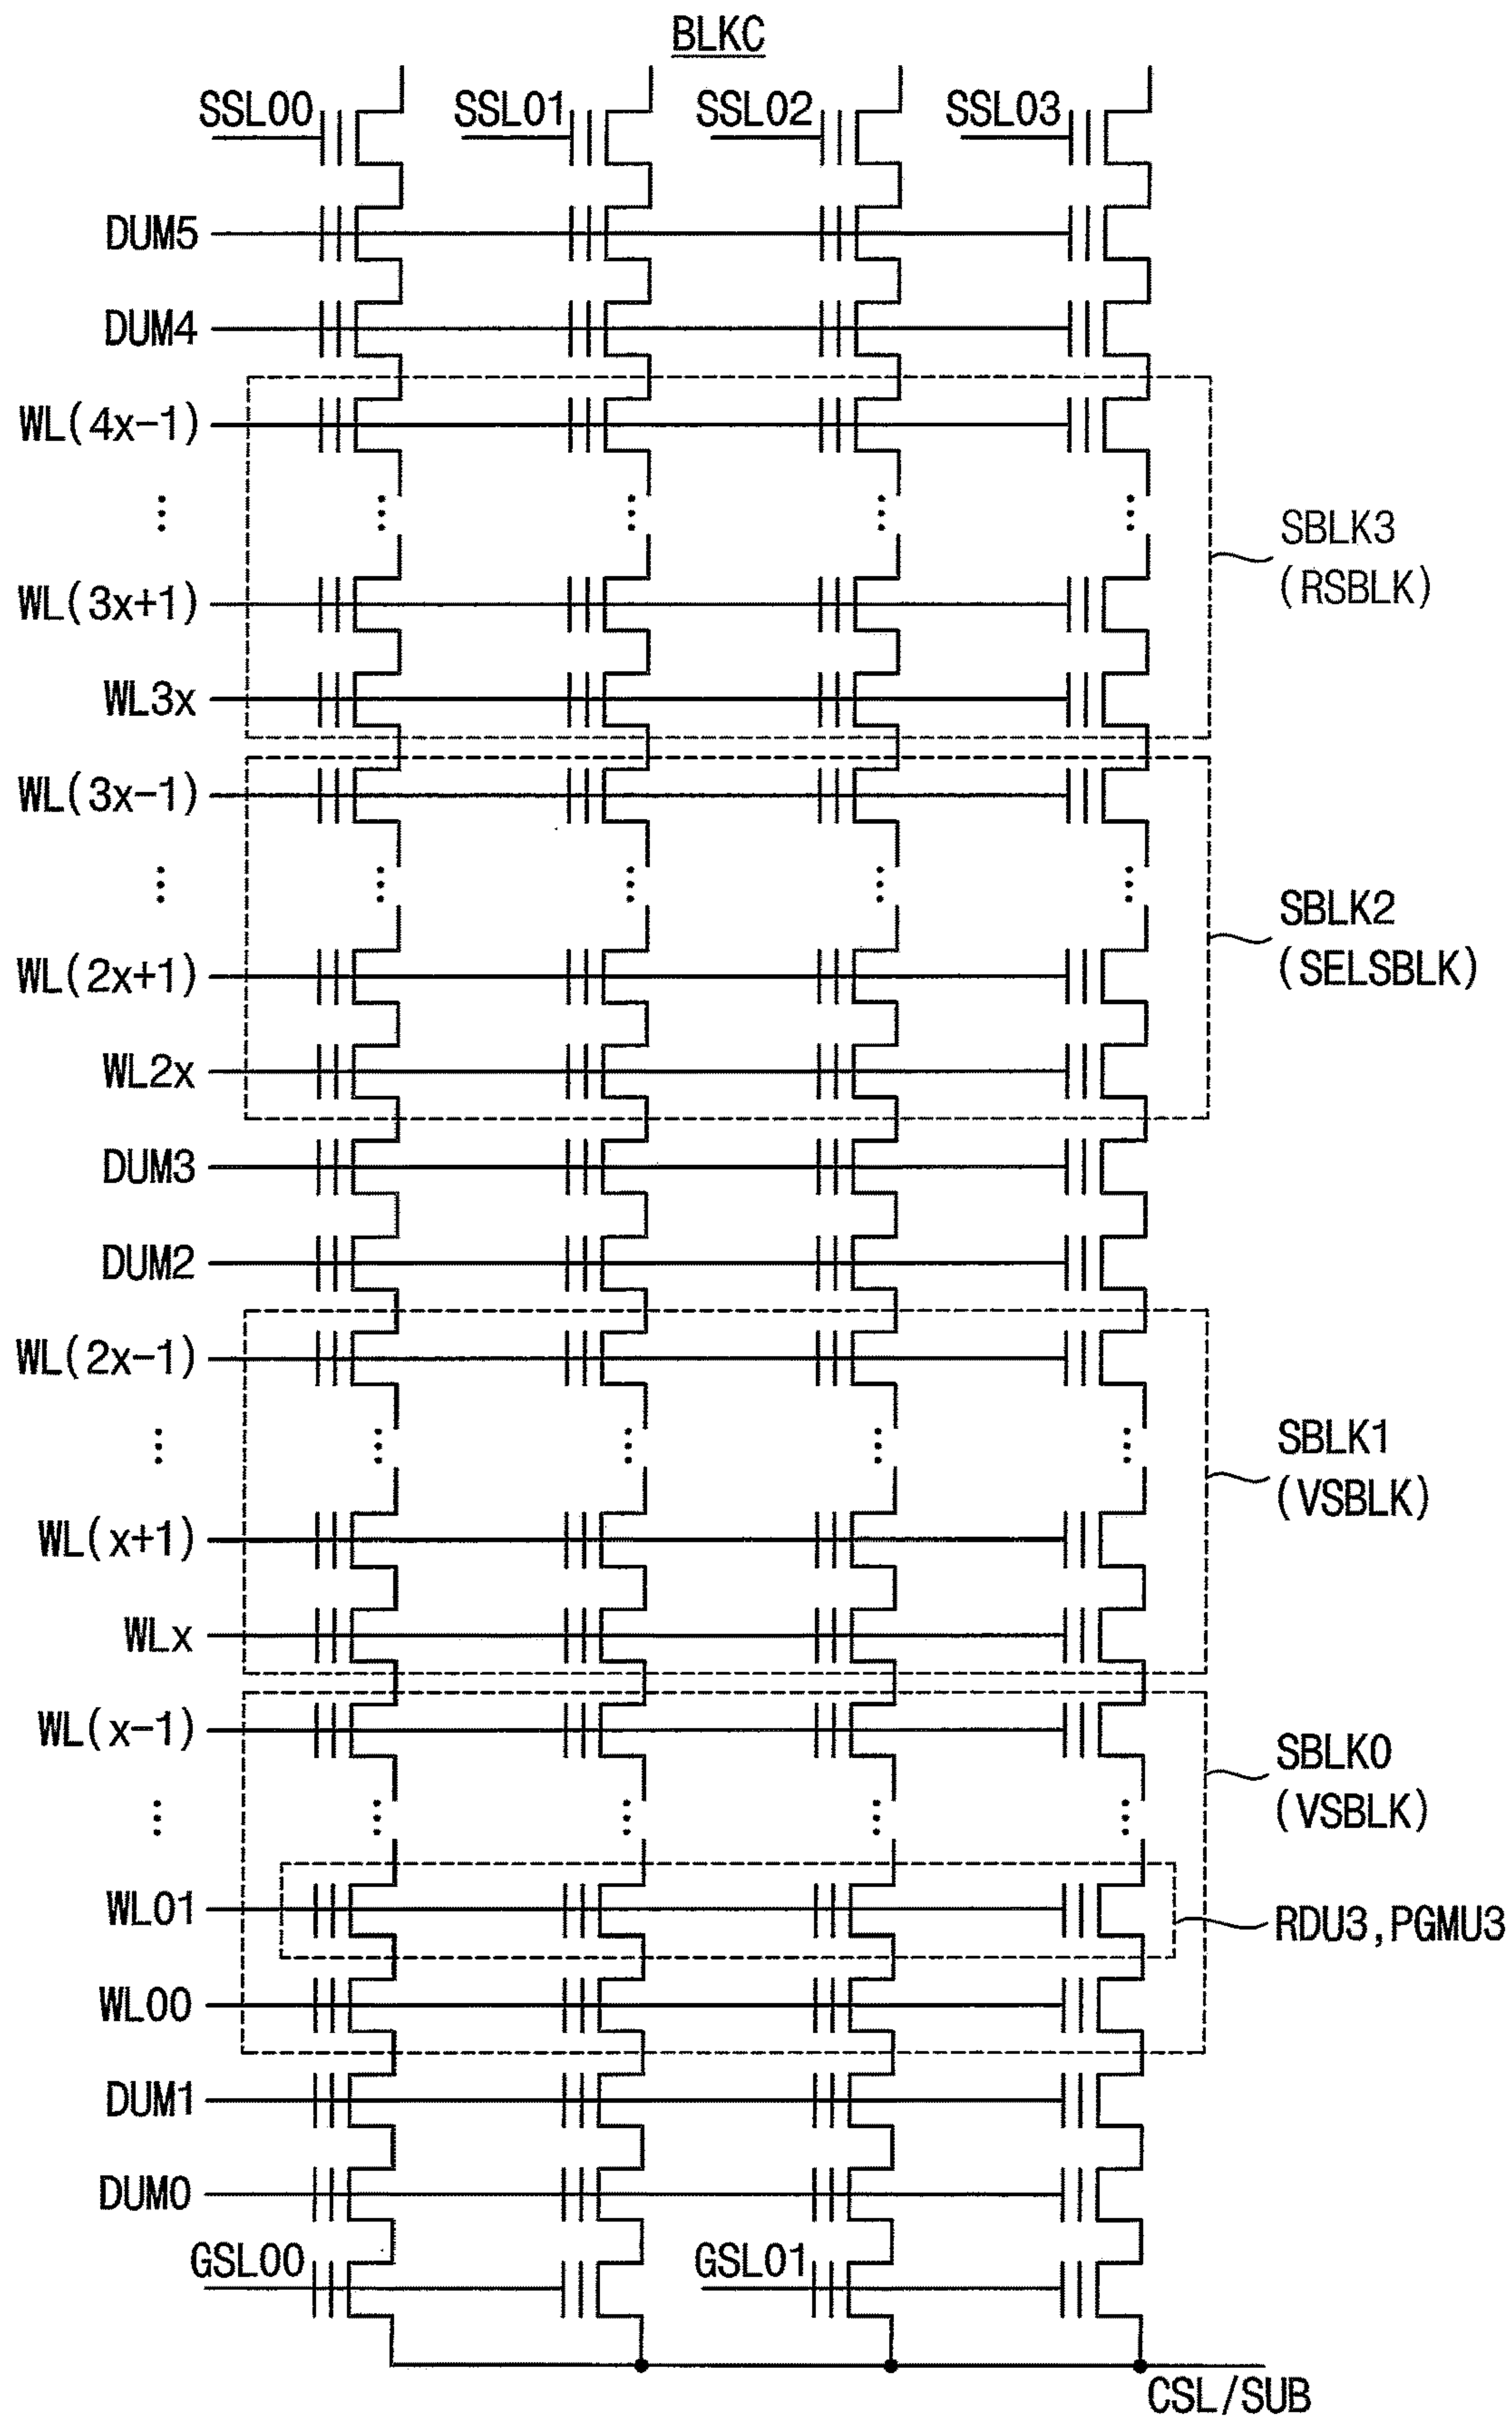 BLKC
SSL00 SSL01 SSL02 SSL03
DUM5
DUM4
WL(4x-1)
SBLK3
(RSBLK)
WL(3x+1)
WL3x
WL(3x-1)
SBLK2
(SELSBLK)
WL(2x+1)
WL2x
DUM3
DUM2
WL(2x-1)
SBLK1
(VSBLK)
WL(x+1)
WLx
WL(x-1)
SBLK0
(VSBLK)
WL01
RDU3,PGMU3
WL00
DUM1
DUM0
GSL00 GSL01
CSL/SUB